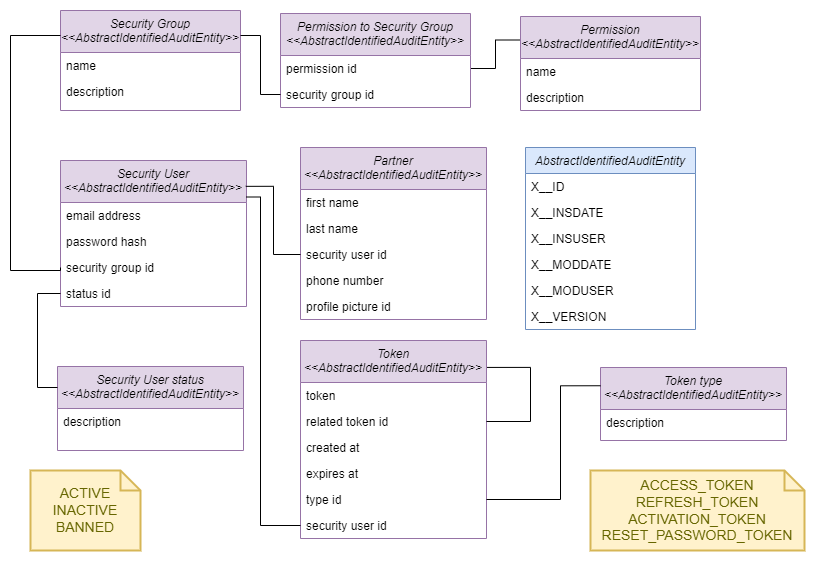 Security Group
<<AbstractIdentifiedAuditEntity>>
name
description
Permission to Security Group
<<AbstractIdentifiedAuditEntity>>
permission id
security group id
Permission
<<AbstractIdentifiedAuditEntity>>
name
description
Security User
<<AbstractIdentifiedAuditEntity>>
email address
password hash
security group id
status id
Partner
<<AbstractIdentifiedAuditEntity>>
first name
last name
security user id
phone number
profile picture id
AbstractIdentifiedAuditEntity
X__ID
X__INSDATE
X__INSUSER
X__MODDATE
X__MODUSER
X__VERSION
Security User status
<<AbstractIdentifiedAuditEntity>>
description
Token
<<AbstractIdentifiedAuditEntity>>
token
related token id
created at
expires at
type id
security user id
Token type
<<AbstractIdentifiedAuditEntity>>
description
ACTIVE
INACTIVE
BANNED
ACCESS_TOKEN
REFRESH_TOKEN
ACTIVATION_TOKEN
RESET_PASSWORD_TOKEN